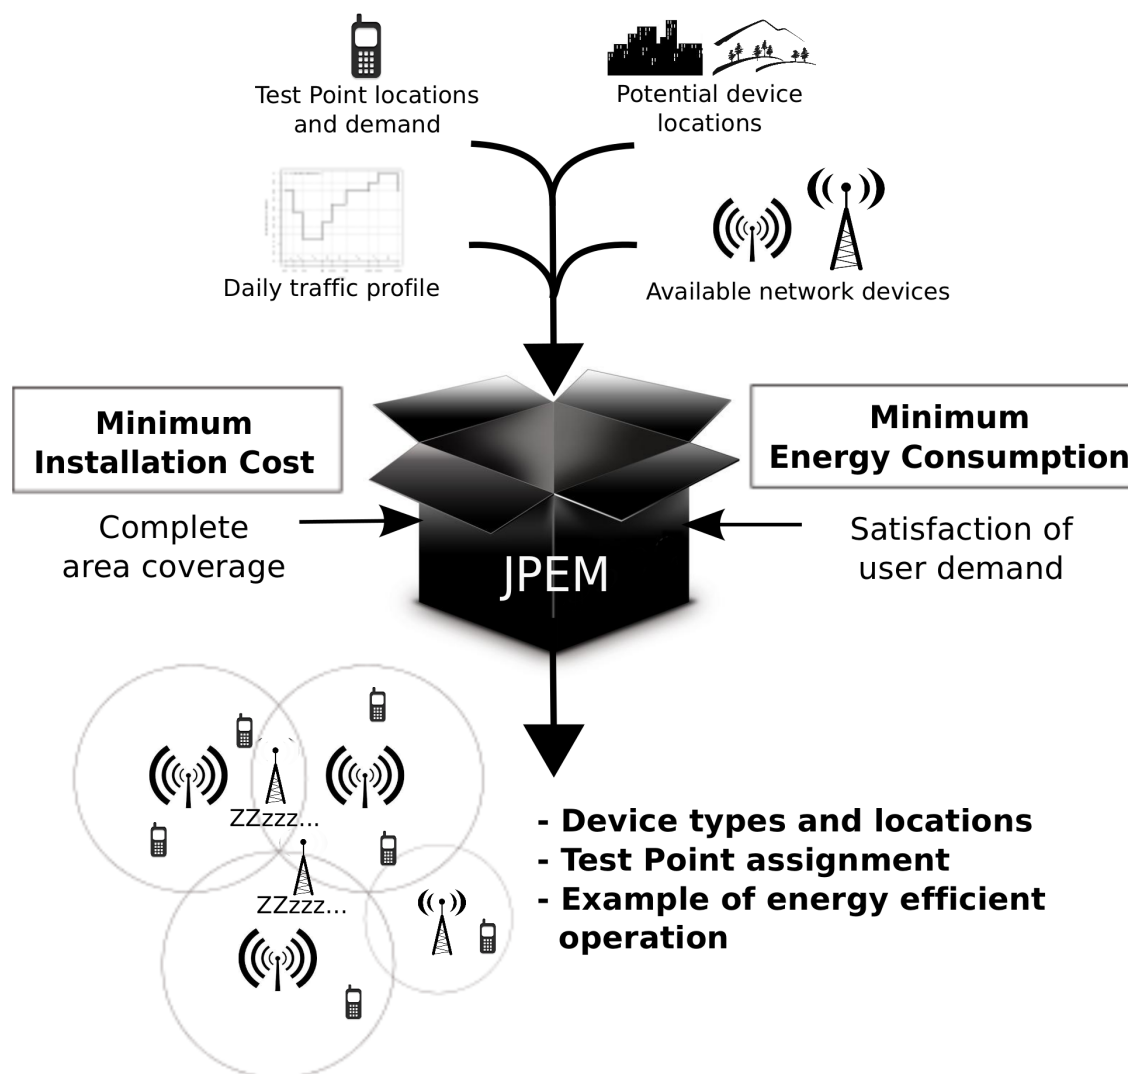 Test Point locations
and demand
Potential device
locations
Daily traffic profile
Available network devices
Minimum
Installation Cost
Minimum
Energy Consumption
Complete
area coverage
Satisfaction of
user demand
JPEM
ZZzzz...
ZZzzz...
- Device types and locations
- Test Point assignment
- Example of energy efficient
operation